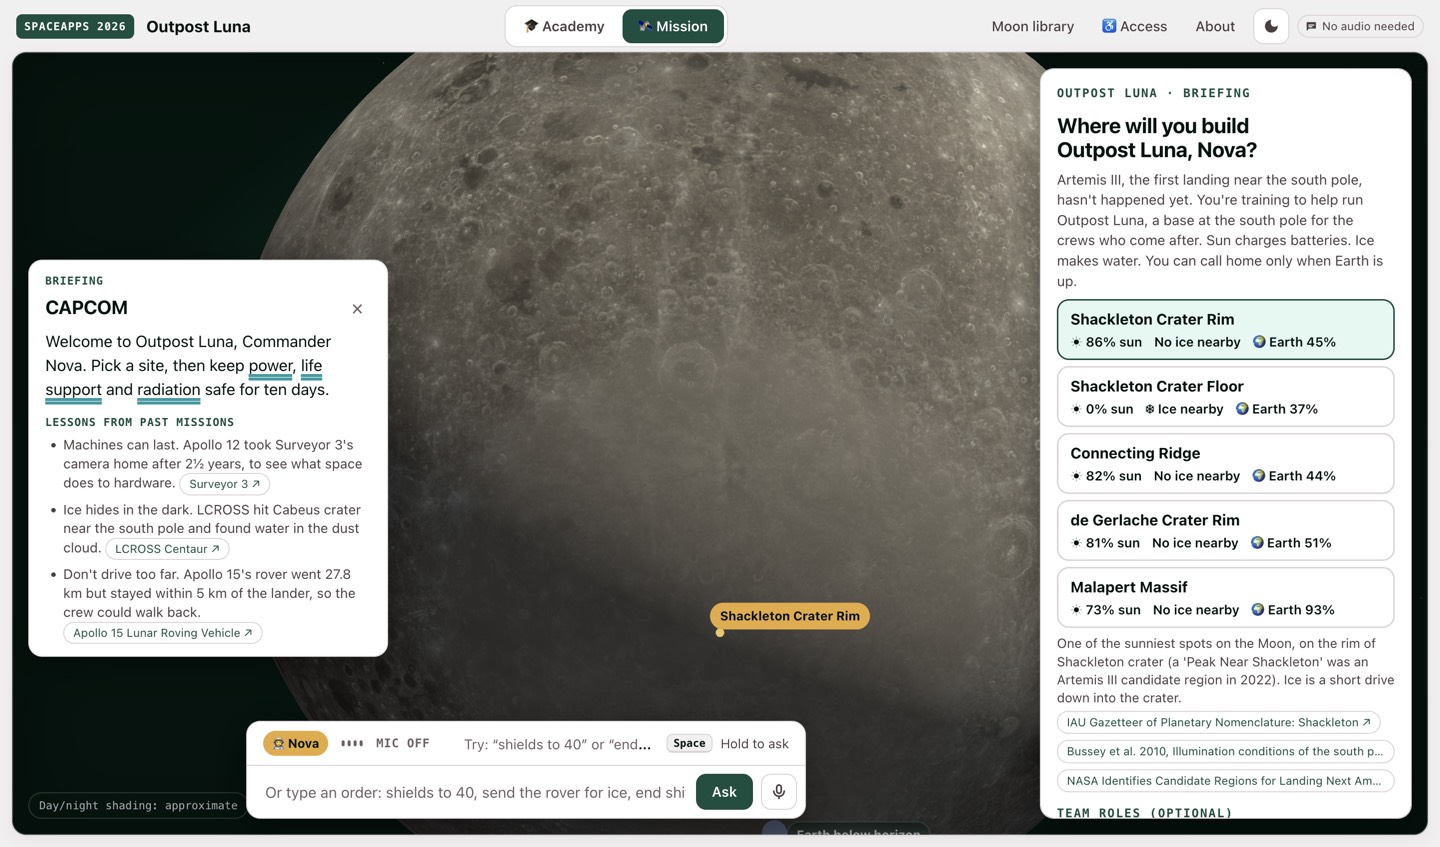 SPACEAPPS 2026
Outpost Luna
Academy
Mission
Moon library
Access
About
No audio needed
BRIEFING
CAPCOM
Welcome to Outpost Luna, Commander
Nova. Pick a site, then keep power, life
support and radiation safe for ten days.
LESSONS FROM PAST MISSIONS
• Machines can last. Apollo 12 took Surveyor 3's
camera home after 2½ years, to see what space
does to hardware. Surveyor 3 ↗
• Ice hides in the dark. LCROSS hit Cabeus crater
near the south pole and found water in the dust
cloud. LCROSS Centaur ↗
• Don't drive too far. Apollo 15's rover went 27.8
km but stayed within 5 km of the lander, so the
crew could walk back.
Apollo 15 Lunar Roving Vehicle ↗
Shackleton Crater Rim
Nova
MIC OFF
Try: “shields to 40” or “end...
Space
Hold to ask
Or type an order: shields to 40, send the rover for ice, end shi
Ask
Day/night shading: approximate
Earth below horizon
OUTPOST LUNA · BRIEFING
Where will you build
Outpost Luna, Nova?
Artemis III, the first landing near the south pole,
hasn't happened yet. You're training to help run
Outpost Luna, a base at the south pole for the
crews who come after. Sun charges batteries. Ice
makes water. You can call home only when Earth is
up.
Shackleton Crater Rim
86% sun No ice nearby Earth 45%
Shackleton Crater Floor
0% sun Ice nearby Earth 37%
Connecting Ridge
82% sun No ice nearby Earth 44%
de Gerlache Crater Rim
81% sun No ice nearby Earth 51%
Malapert Massif
73% sun No ice nearby Earth 93%
One of the sunniest spots on the Moon, on the rim of
Shackleton crater (a 'Peak Near Shackleton' was an
Artemis III candidate region in 2022). Ice is a short drive
down into the crater.
IAU Gazetteer of Planetary Nomenclature: Shackleton ↗
Bussey et al. 2010, Illumination conditions of the south p...
NASA Identifies Candidate Regions for Landing Next Am...
TEAM ROLES (OPTIONAL)